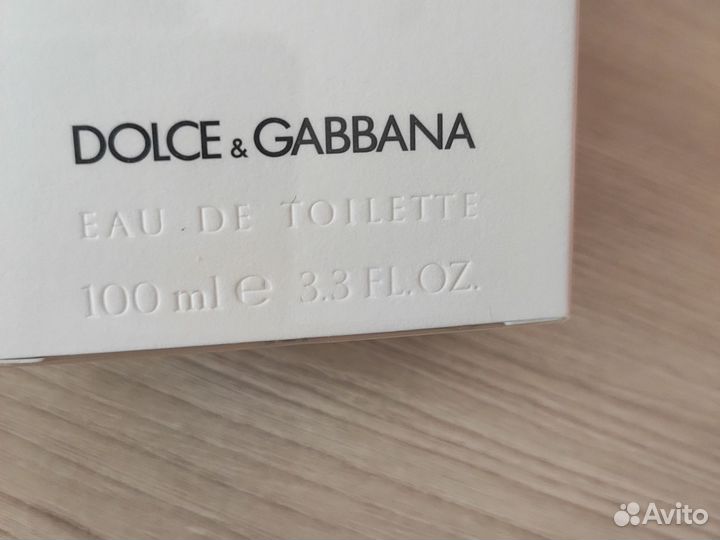 DOLCE & GABBANA
EAU DE TOILETTE
100 ml ℮ 3.3 FL.OZ.
Avito